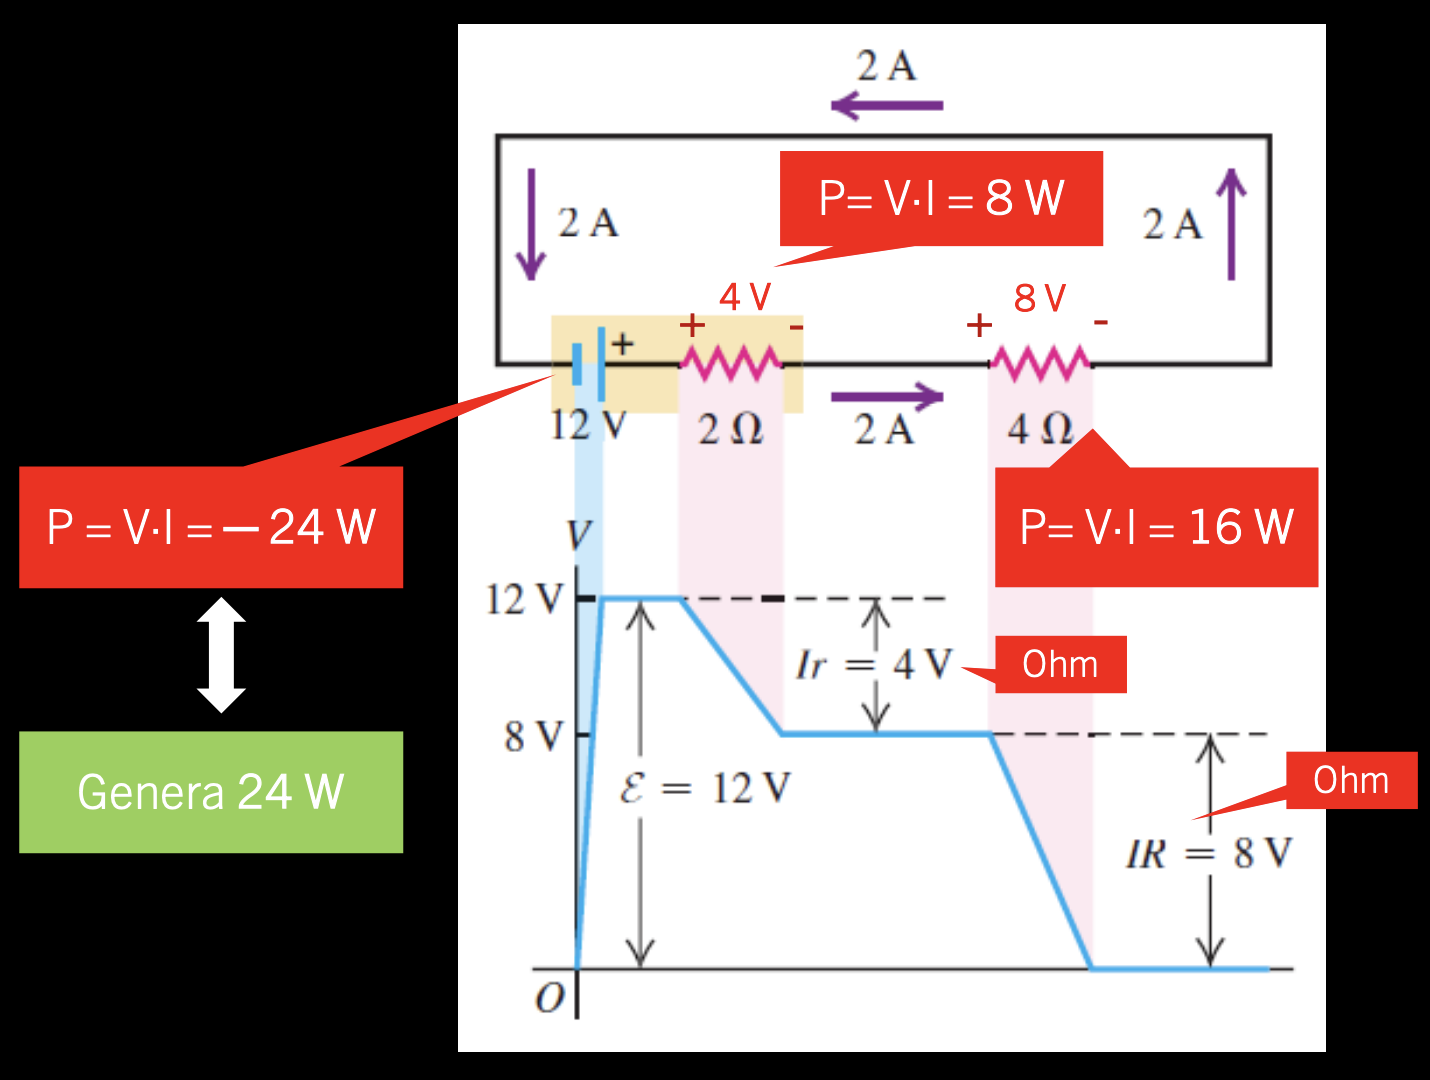 2 A
P= V·I = 8 W
2 A
2 A
4 V
8 V
+
-
+
-
+
12 V
2 Ω
2 A
4 Ω
P = V·I = — 24 W
P= V·I = 16 W
V
12 V
Ir = 4 V
Ohm
8 V
Genera 24 W
ℰ = 12 V
Ohm
IR = 8 V
O